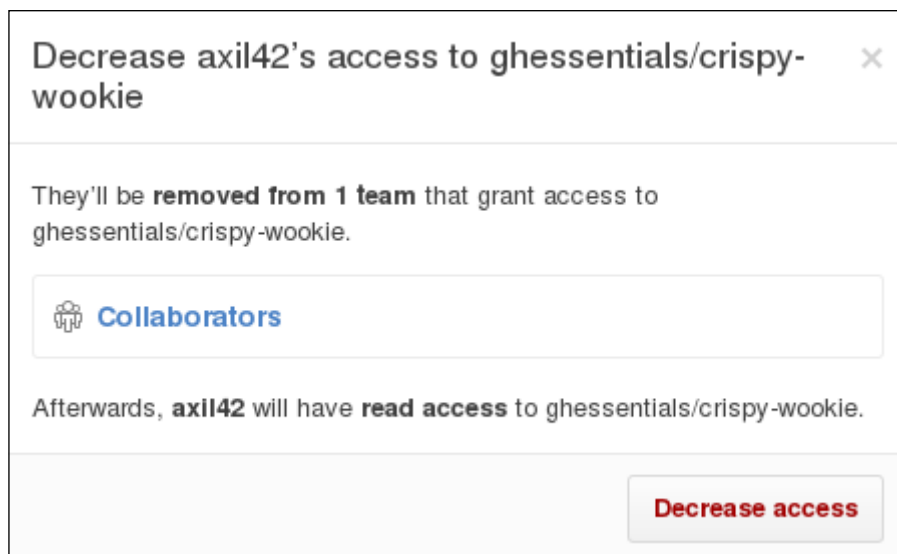 Decrease axil42’s access to ghessentials/crispy-
wookie
×
They’ll be removed from 1 team that grant access to
ghessentials/crispy-wookie.
Collaborators
Afterwards, axil42 will have read access to ghessentials/crispy-wookie.
Decrease access